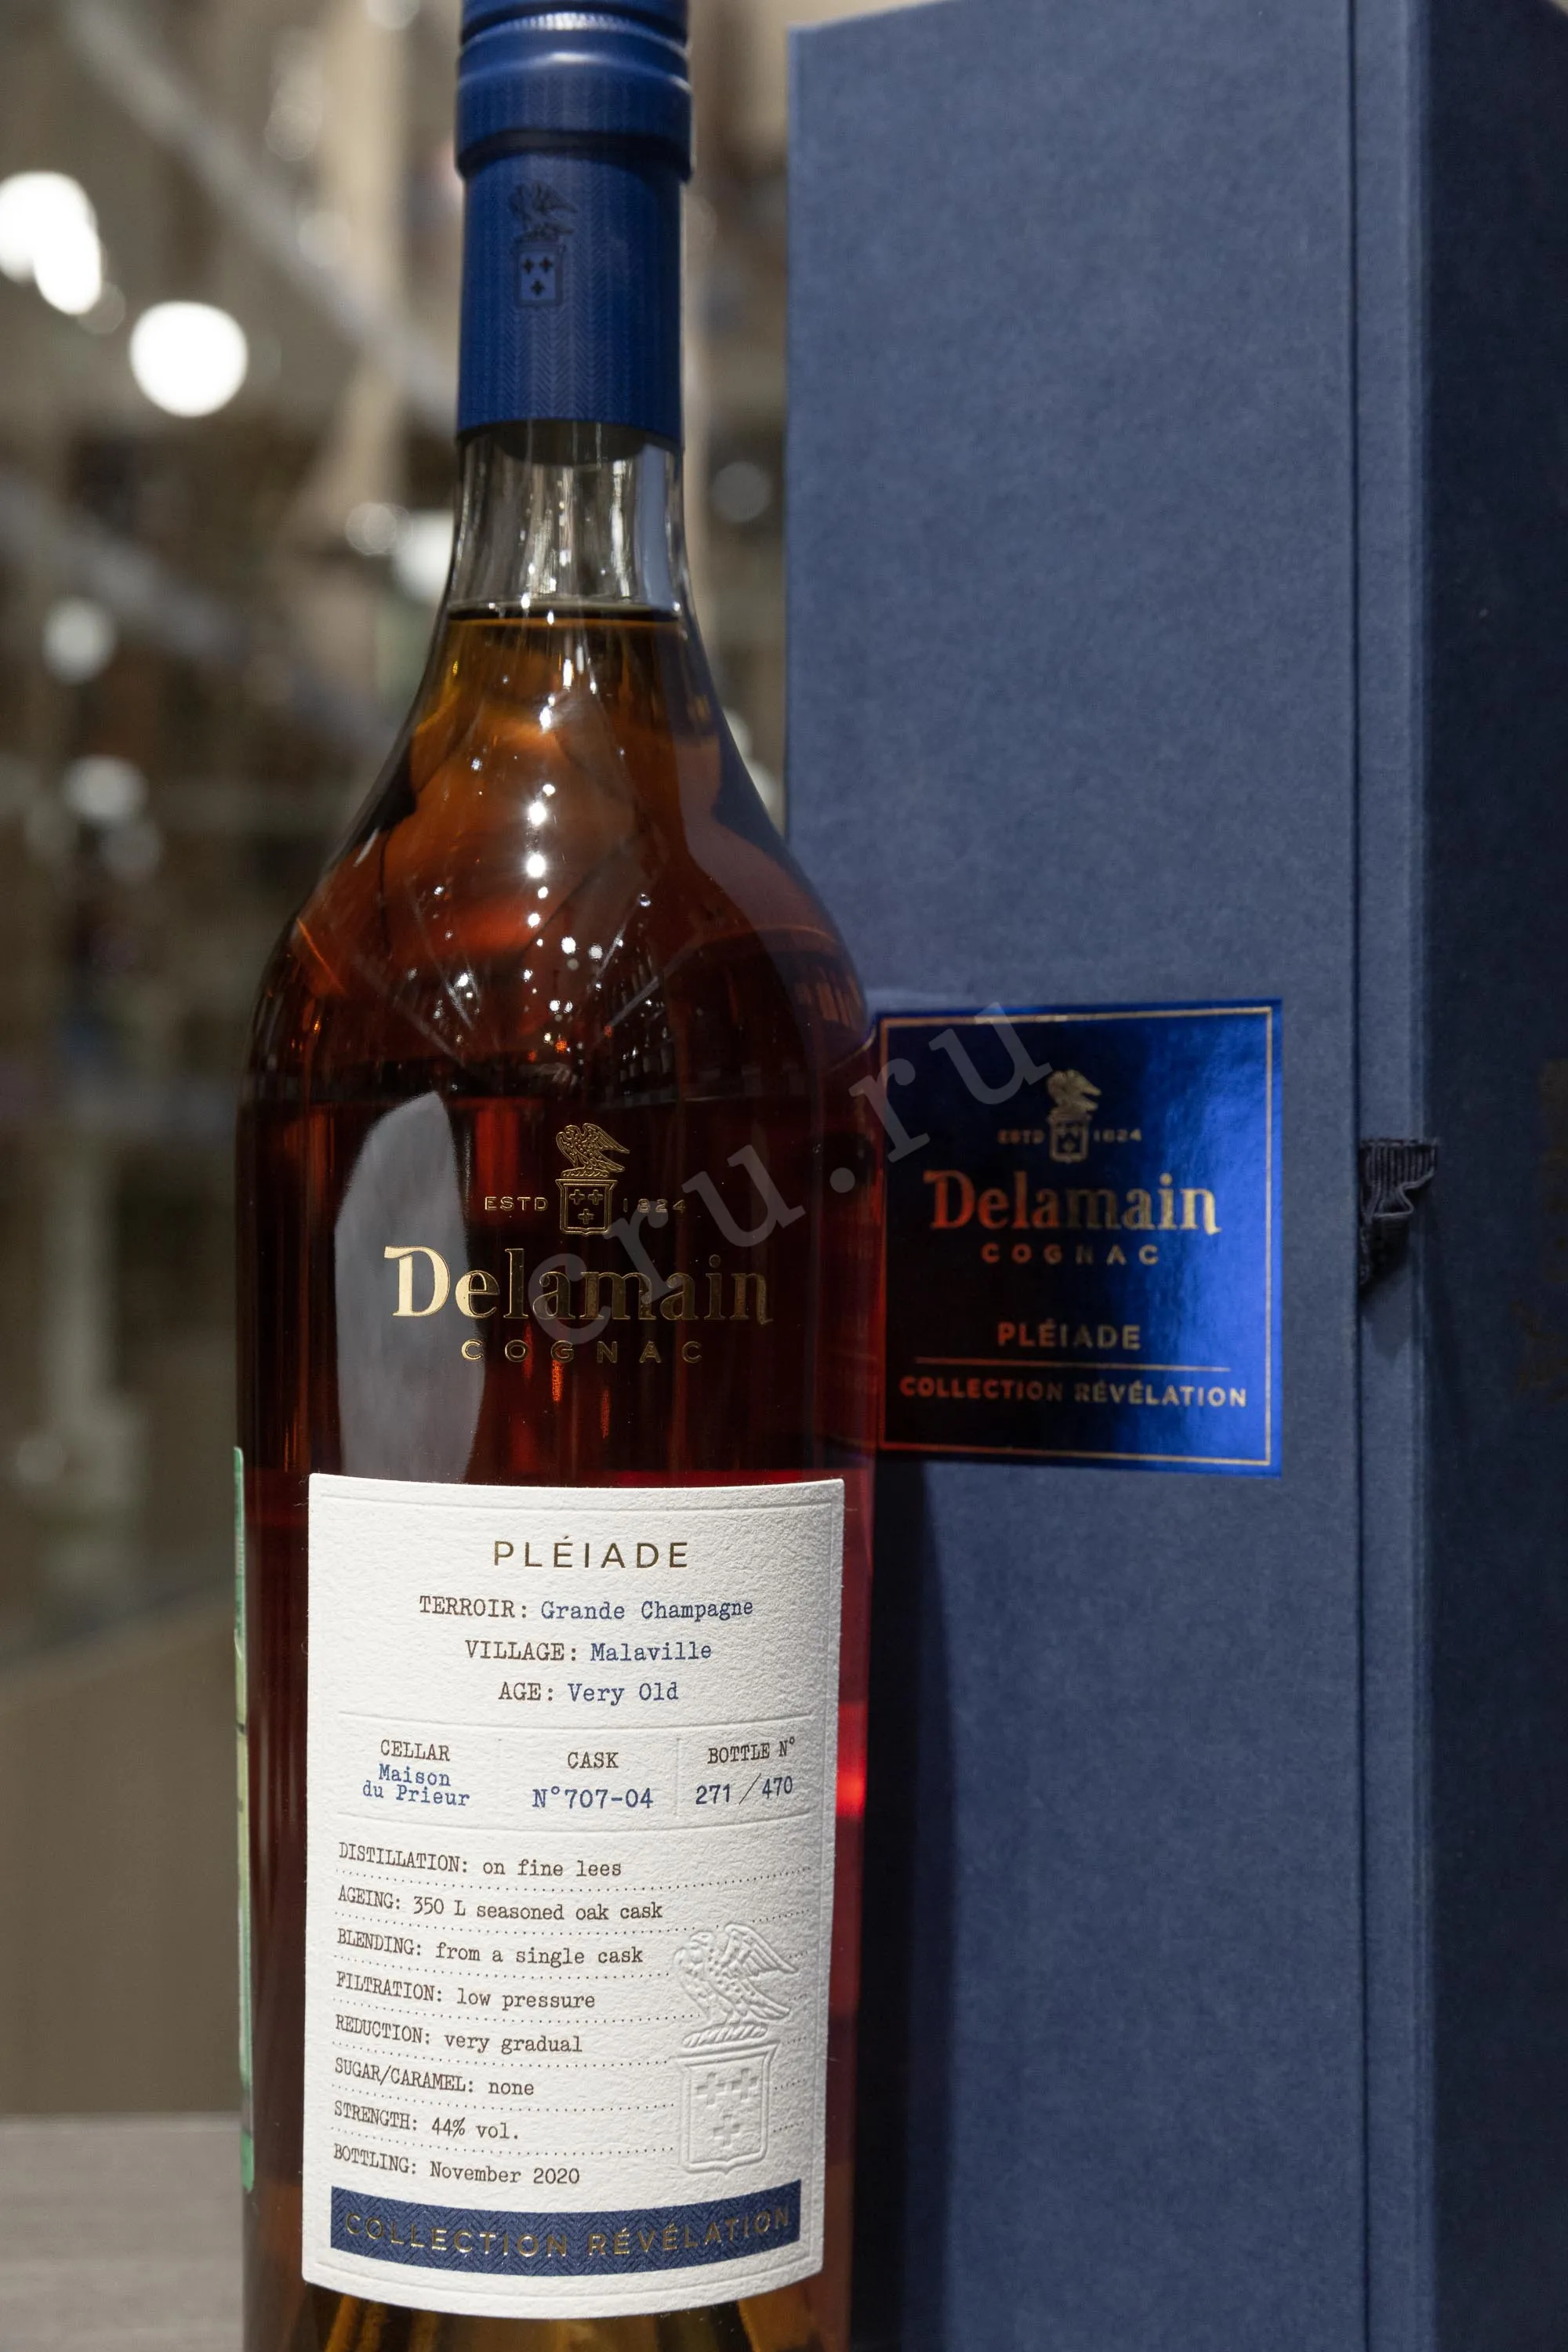 ESTD 1824
Delamain
COGNAC
PLÉIADE
TERROIR: Grande Champagne
VILLAGE: Malaville
AGE: Very Old
CELLAR
Maison
du Prieur
CASK
N°707-04
BOTTLE N°
271/470
DISTILLATION: on fine lees
AGEING: 350 L seasoned oak cask
BLENDING: from a single cask
FILTRATION: low pressure
REDUCTION: very gradual
SUGAR/CARAMEL: none
STRENGTH: 44% vol.
BOTTLING: November 2020
COLLECTION RÉVÉLATION
ESTD 1824
Delamain
COGNAC
PLÉIADE
COLLECTION RÉVÉLATION
cru.ru